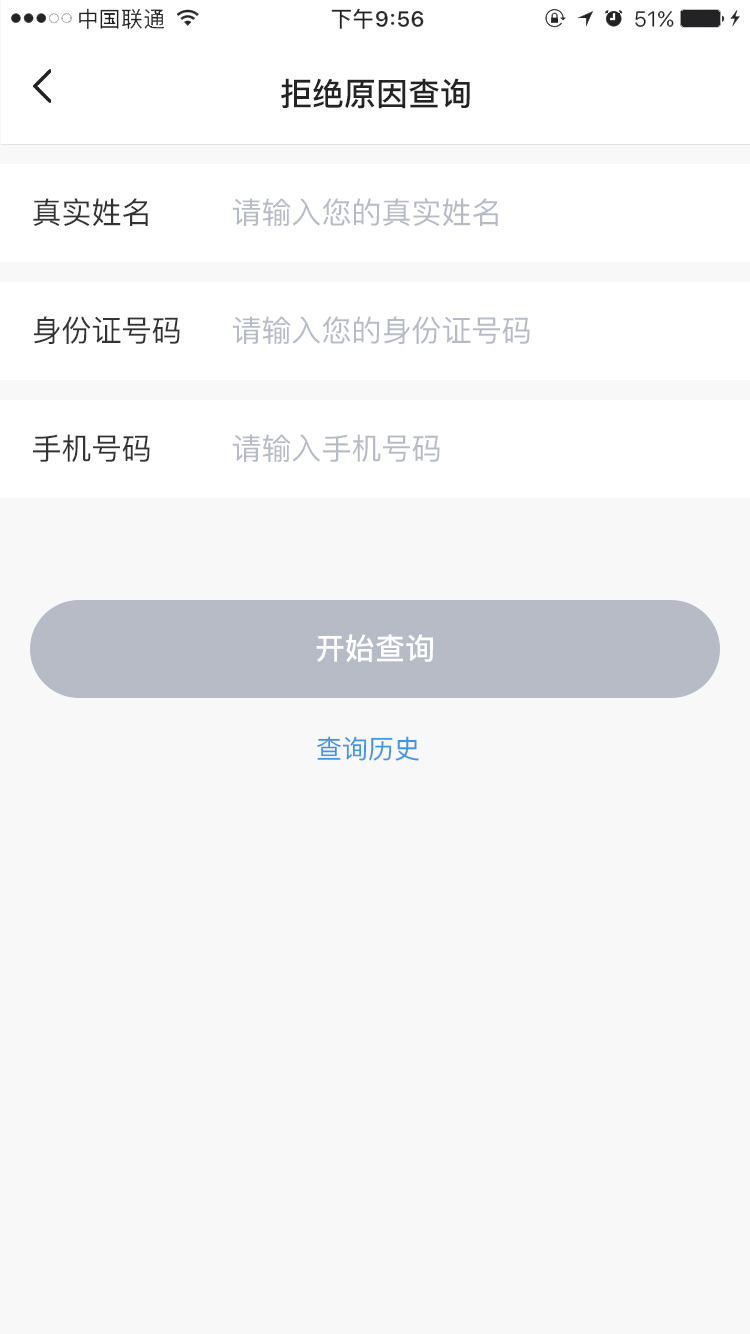 中国联通 下午9:56 51%
拒绝原因查询
真实姓名 请输入您的真实姓名
身份证号码 请输入您的身份证号码
手机号码 请输入手机号码
开始查询
查询历史